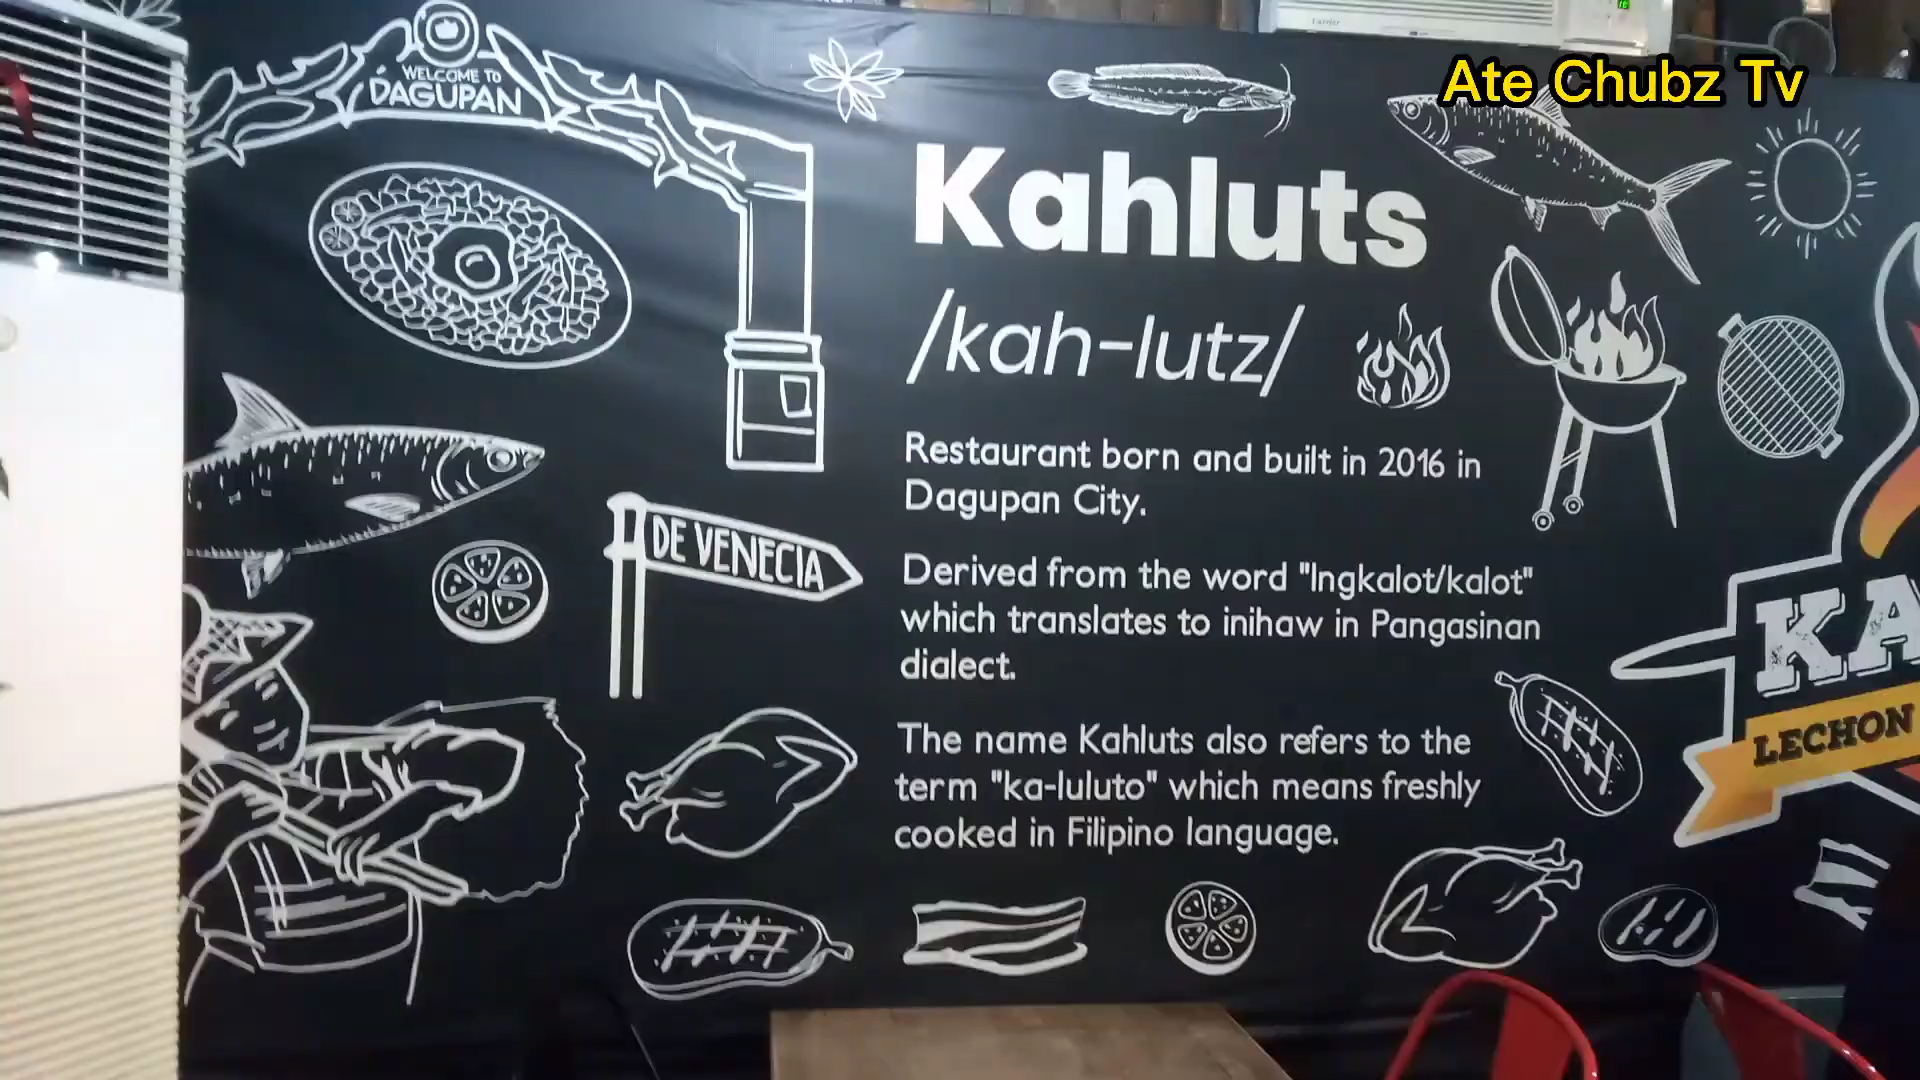 Ate Chubz Tv
WELCOME TO
DAGUPAN
Kahluts
/kah-lutz/
Restaurant born and built in 2016 in
Dagupan City.
DE VENECIA
Derived from the word "Ingkalot/kalot"
which translates to inihaw in Pangasinan
dialect.
The name Kahluts also refers to the
term "ka-luluto" which means freshly
cooked in Filipino language.
KA
LECHON
Carrier